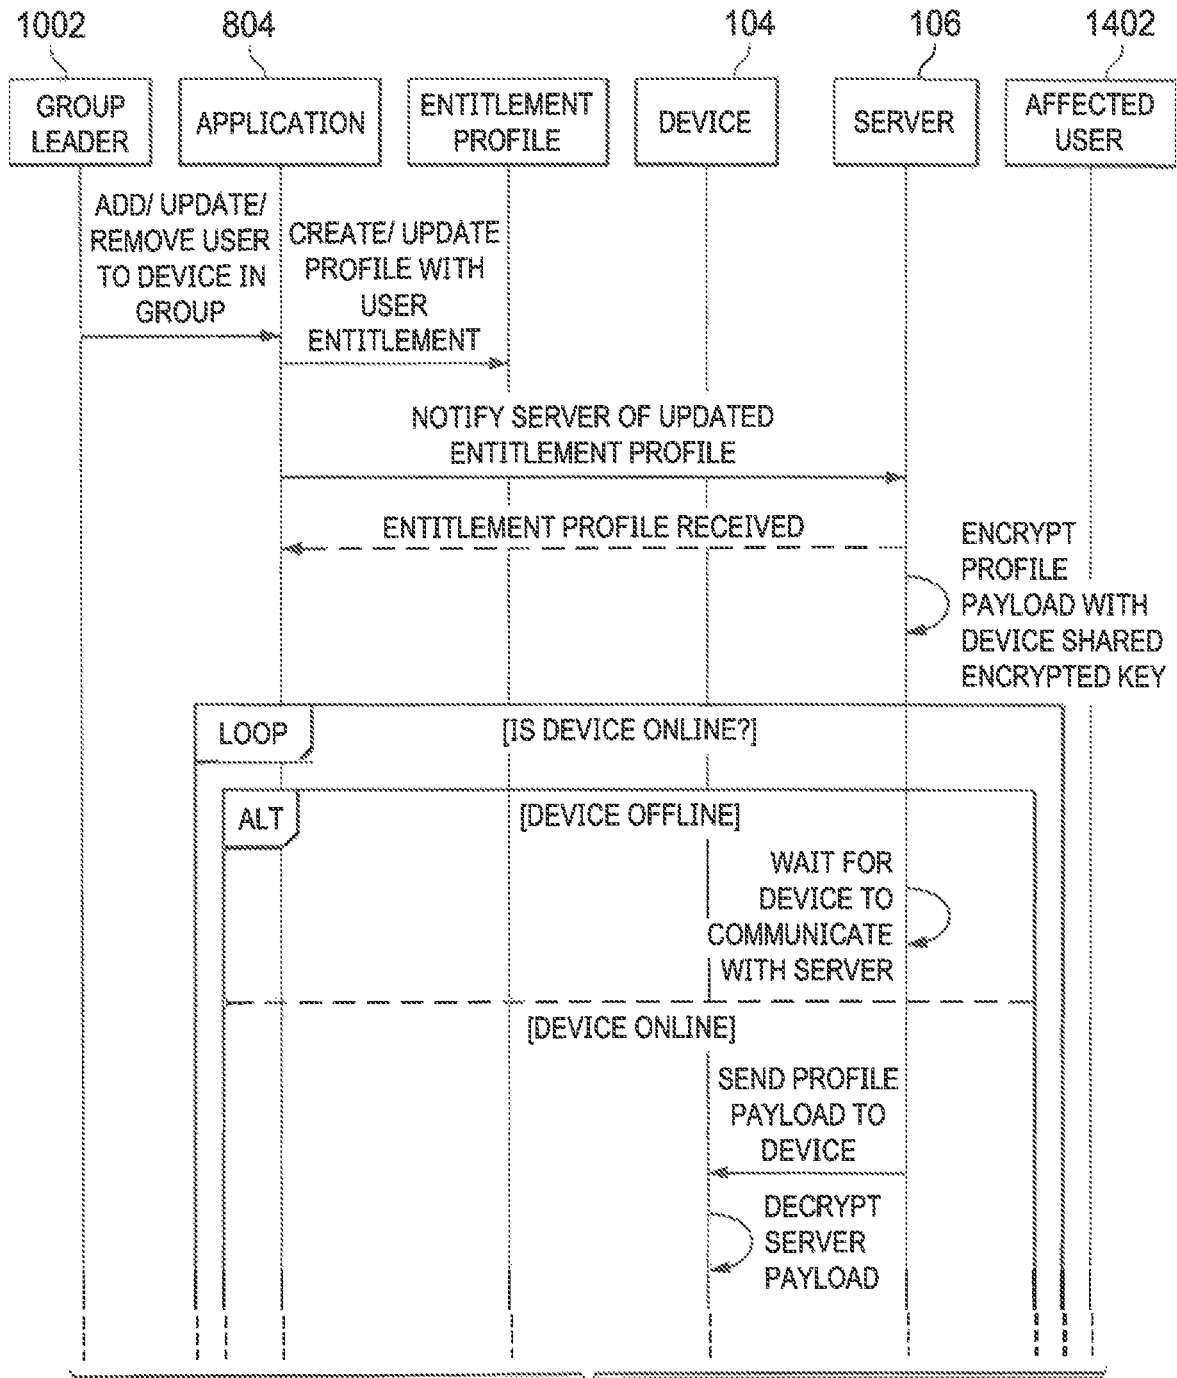 1002
804
104
106
1402
GROUP
LEADER
APPLICATION
ENTITLEMENT
PROFILE
DEVICE
SERVER
AFFECTED
USER
ADD/ UPDATE/
REMOVE USER
TO DEVICE IN
GROUP
CREATE/ UPDATE
PROFILE WITH
USER
ENTITLEMENT
NOTIFY SERVER OF UPDATED
ENTITLEMENT PROFILE
ENTITLEMENT PROFILE RECEIVED
ENCRYPT
PROFILE
PAYLOAD WITH
DEVICE SHARED
ENCRYPTED KEY
LOOP
[IS DEVICE ONLINE?]
ALT
[DEVICE OFFLINE]
WAIT FOR
DEVICE TO
COMMUNICATE
WITH SERVER
[DEVICE ONLINE]
SEND PROFILE
PAYLOAD TO
DEVICE
DECRYPT
SERVER
PAYLOAD